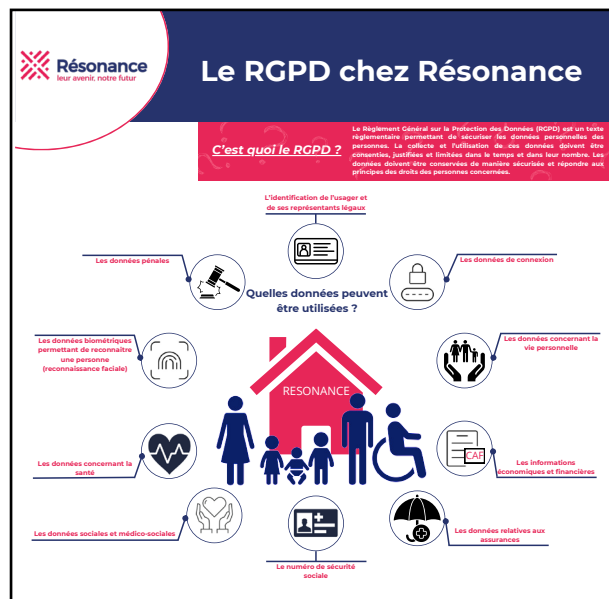 Résonance
leur avenir, notre futur
Le RGPD chez Résonance
C'est quoi le RGPD ?
Le Règlement Général sur la Protection des Données (RGPD) est un texte
règlementaire permettant de sécuriser les données personnelles des
personnes. La collecte et l'utilisation de ces données doivent être
consenties, justifiées et limitées dans le temps et dans leur nombre. Les
données doivent être conservées de manière sécurisée et répondre aux
principes des droits des personnes concernées.
L'identification de l'usager et
de ses représentants légaux
Les données pénales
Les données de connexion
Quelles données peuvent
être utilisées ?
Les données biométriques
permettant de reconnaitre
une personne
(reconnaissance faciale)
Les données concernant la
vie personnelle
RESONANCE
Les données concernant la
santé
CAF
Les informations
économiques et financières
Les données sociales et médico-sociales
Les données relatives aux
assurances
Le numéro de sécurité
sociale